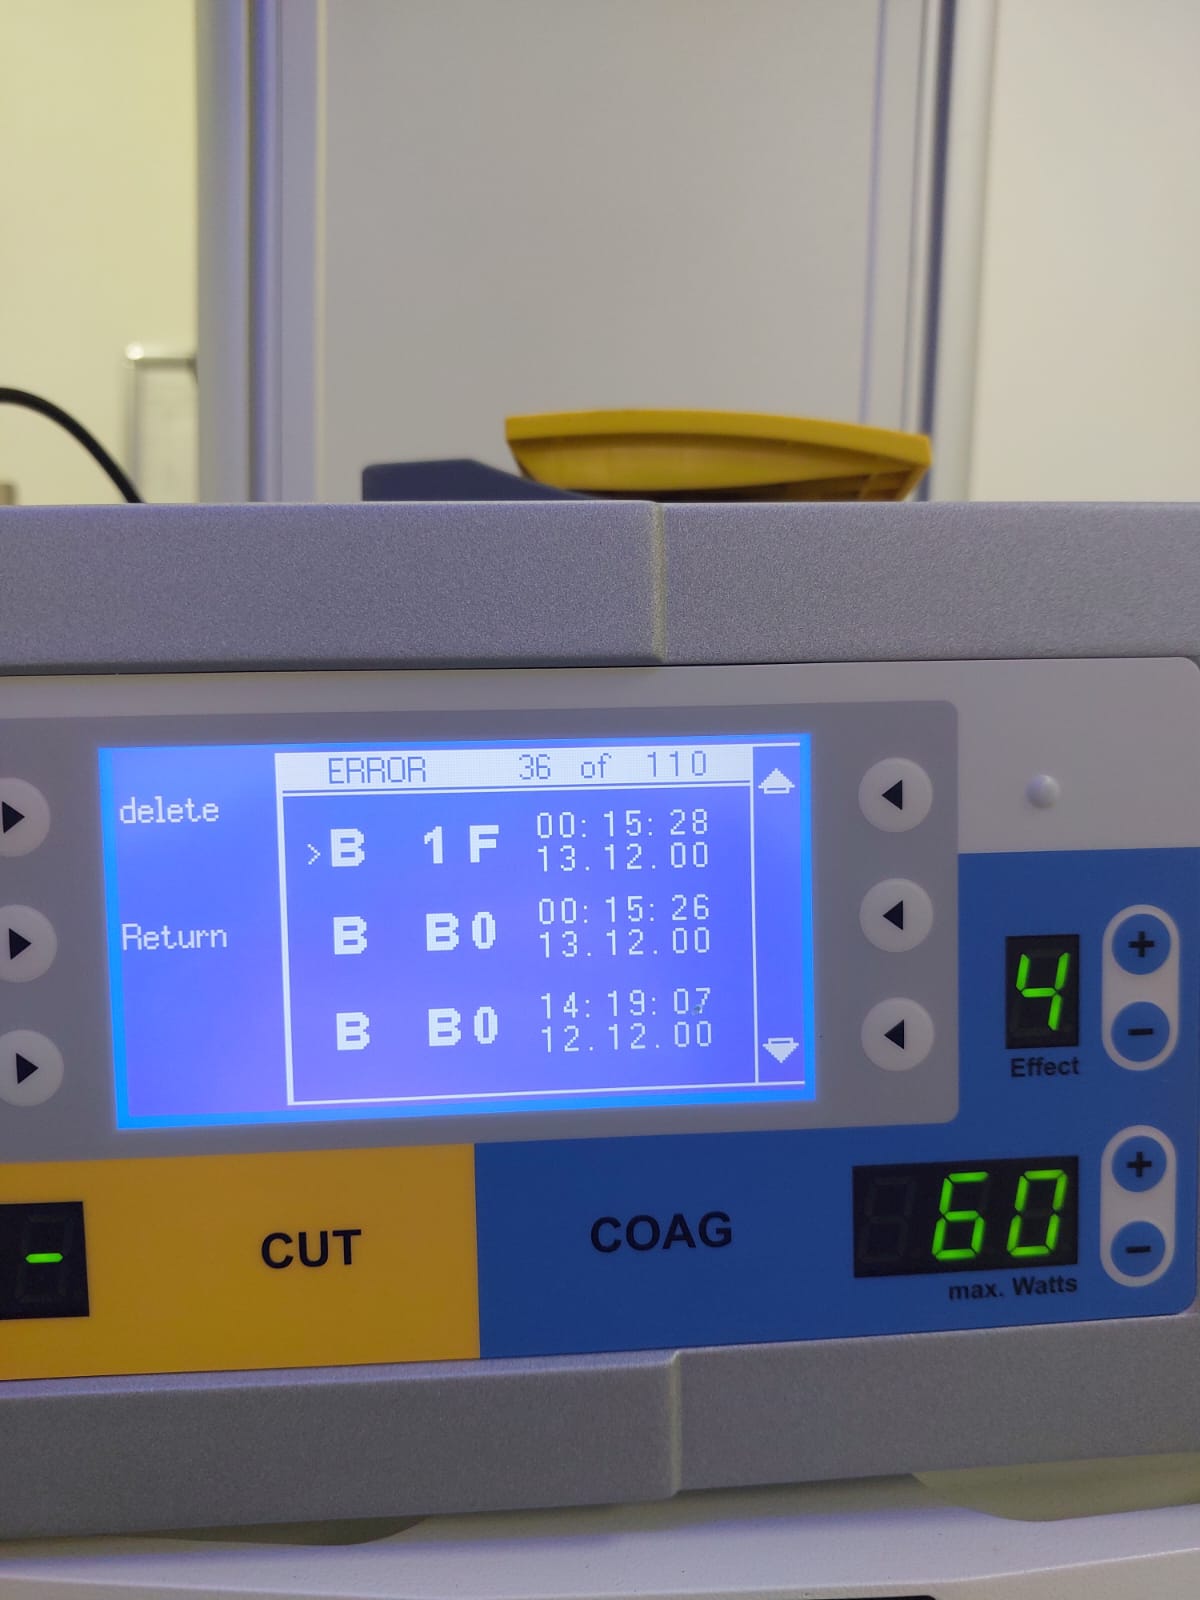 ERROR 36 of 110
delete
>B 1F 00:15:28
13.12.00
Return
B B0 00:15:26
13.12.00
B B0 14:19:07
12.12.00
+
4
-
Effect
-
CUT
COAG
60
+
-
max. Watts